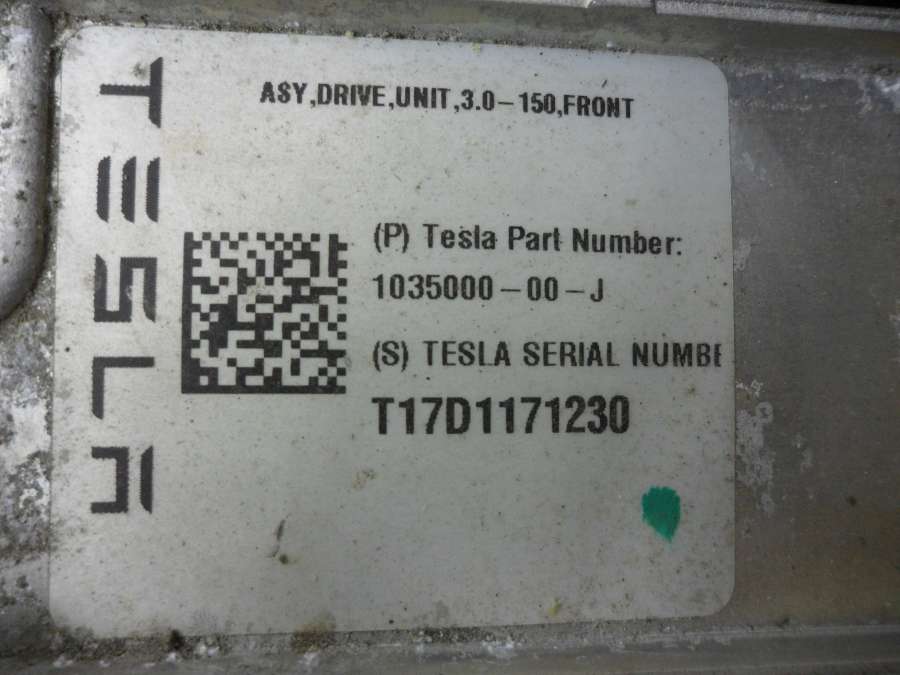 TESLA
ASY,DRIVE,UNIT,3.0-150,FRONT
(P) Tesla Part Number:
1035000-00-J
(S) TESLA SERIAL NUMBE
T17D1171230